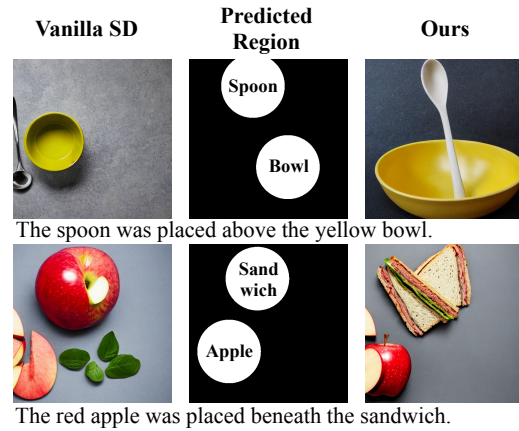 Vanilla SD
Predicted
Region
Ours
Spoon
Bowl
The spoon was placed above the yellow bowl.
Sand
wich
Apple
The red apple was placed beneath the sandwich.